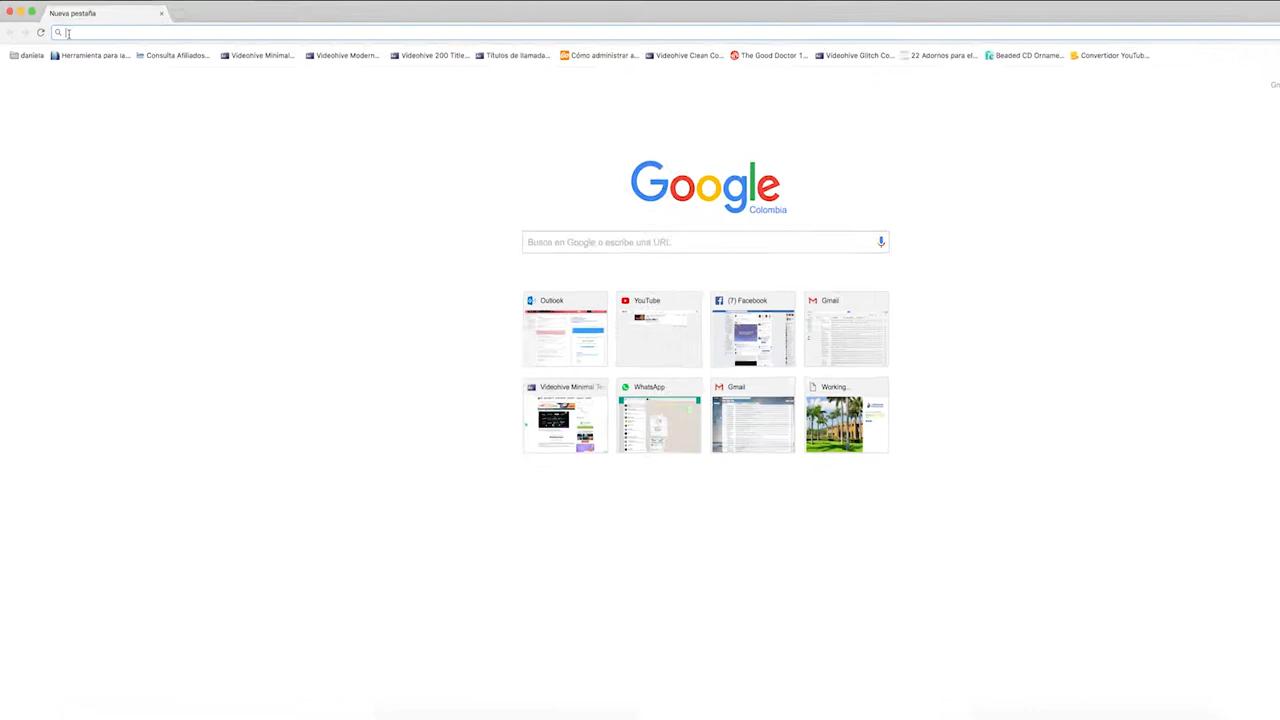 Nueva pestaña
daniela
Herramienta para la...
Consulta Afiliados...
Videohive Minimal...
Videohive Modern...
Videohive 200 Title...
Títulos de llamada...
Cómo administrar a...
Videohive Clean Co...
The Good Doctor 1...
Videohive Glitch Co...
22 Adornos para el...
Beaded CD Orname...
Convertidor YouTub...
Google
Colombia
Busca en Google o escribe una URL
Outlook
YouTube
(7) Facebook
Gmail
Videohive Minimal
WhatsApp
Gmail
Working...